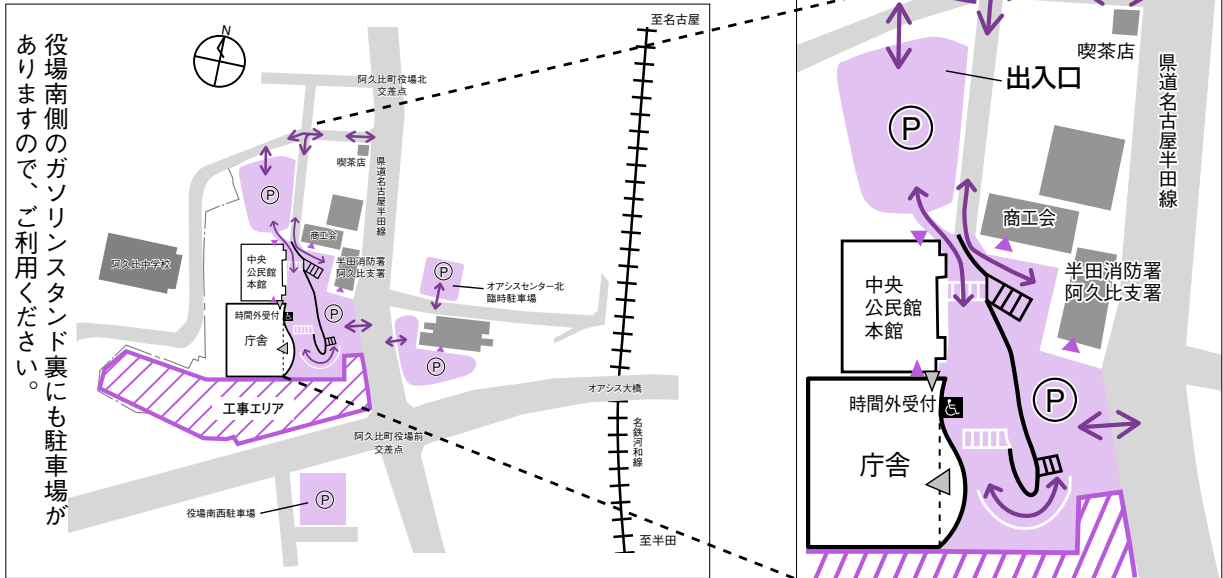 役場南側のガソリンスタンド裏にも駐車場が
ありますので、ご利用ください。
N
至名古屋
阿久比町役場北
交差点
喫茶店
県道名古屋半田線
P
商工会
阿久比中学校
中央
公民館
本館
半田消防署
阿久比支署
P
オアシスセンター北
臨時駐車場
時間外受付
P
庁舎
P
工事エリア
オアシス大橋
阿久比町役場前
交差点
名鉄河和線
役場南西駐車場
P
至半田
喫茶店
出入口
県道名古屋半田線
P
商工会
半田消防署
阿久比支署
中央
公民館
本館
時間外受付
P
庁舎